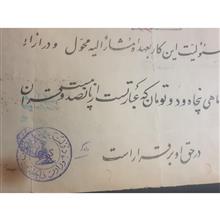 مسئولیت این کار بعهده مشارالیه محول و در ازاء
ماهی پنجاه و دو تومان که عبارتست از پانصد و بیست قران
در حق او برقرار است